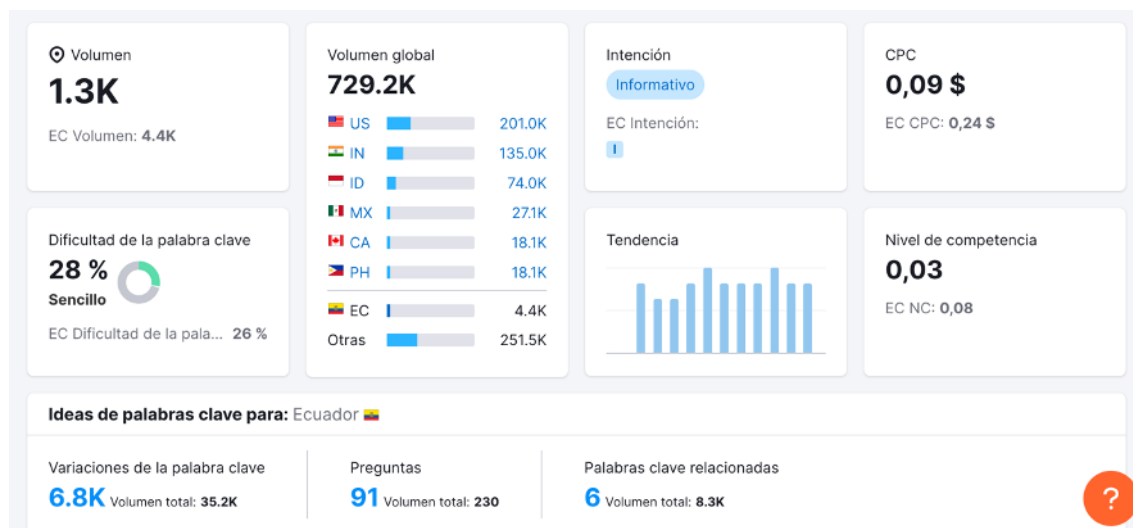 Volumen
1.3K
EC Volumen: 4.4K
Volumen global
729.2K
US 201.0K
IN 135.0K
ID 74.0K
MX 27.1K
CA 18.1K
PH 18.1K
EC 4.4K
Otras 251.5K
Intención
Informativo
EC Intención:
I
CPC
0,09 $
EC CPC: 0,24 $
Dificultad de la palabra clave
28 %
Sencillo
EC Dificultad de la pala... 26 %
Tendencia
Nivel de competencia
0,03
EC NC: 0,08
Ideas de palabras clave para: Ecuador
Variaciones de la palabra clave
6.8K Volumen total: 35.2K
Preguntas
91 Volumen total: 230
Palabras clave relacionadas
6 Volumen total: 8.3K
?